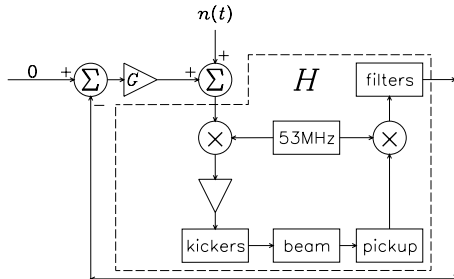 n(t)
+
0
+
Σ
G
+
Σ
H
filters
−
×
53MHz
×
kickers
beam
pickup